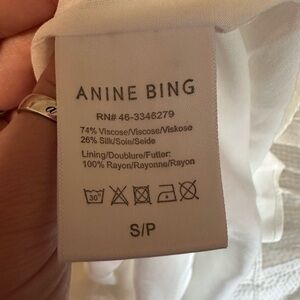 ANINE BING
RN# 46-3346279
74% Viscose/Viscose/Viskose
26% Silk/Soie/Seide
Lining/Doublure/Futter:
100% Rayon/Rayonne/Rayon
30°
S/P